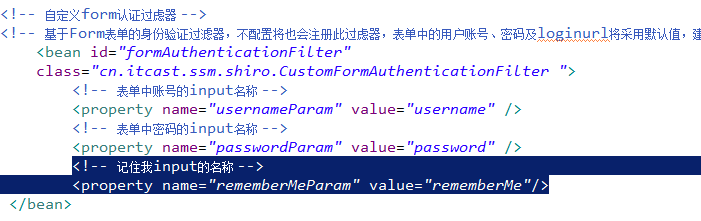 <!-- 自定义form认证过滤器 -->
<!-- 基于Form表单的身份验证过滤器，不配置将也会注册此过滤器，表单中的用户账号、密码及loginurl将采用默认值，建
<bean id="formAuthenticationFilter"
class="cn.itcast.ssm.shiro.CustomFormAuthenticationFilter ">
<!-- 表单中账号的input名称 -->
<property name="usernameParam" value="username" />
<!-- 表单中密码的input名称 -->
<property name="passwordParam" value="password" />
<!-- 记住我input的名称 -->
<property name="rememberMeParam" value="rememberMe"/>
</bean>